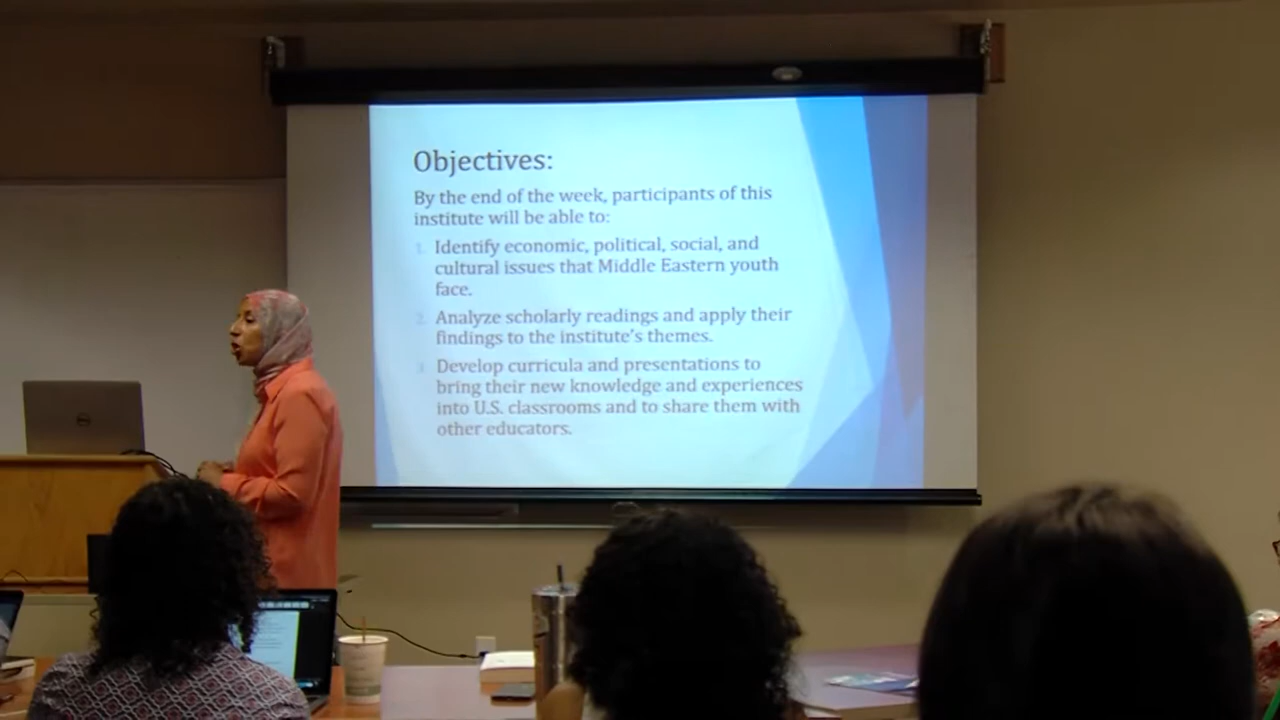 Objectives:
By the end of the week, participants of this
institute will be able to:
1. Identify economic, political, social, and
cultural issues that Middle Eastern youth
face.
2. Analyze scholarly readings and apply their
findings to the institute's themes.
3. Develop curricula and presentations to
bring their new knowledge and experiences
into U.S. classrooms and to share them with
other educators.